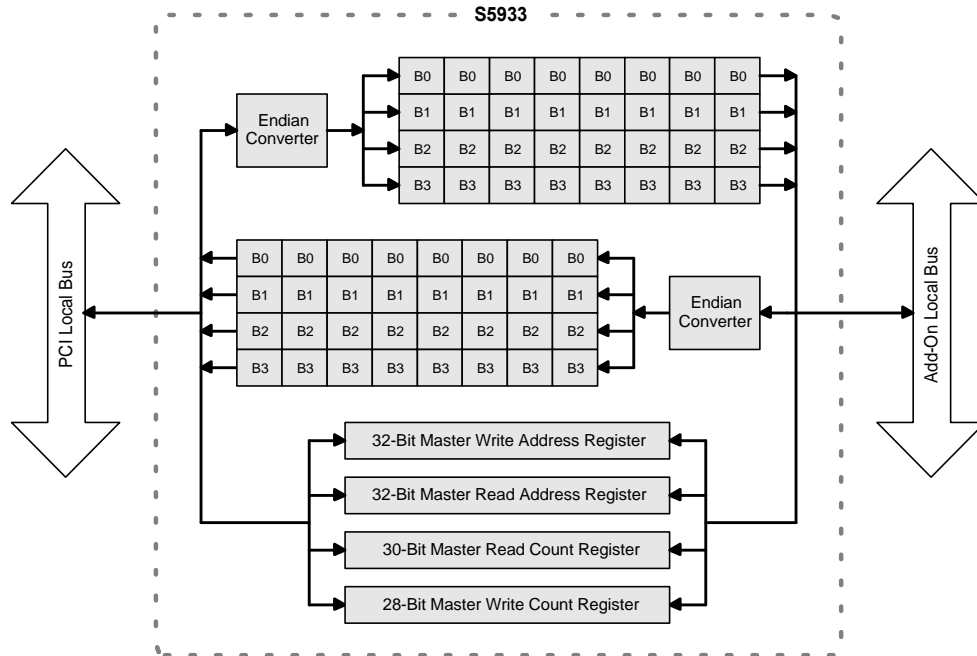 S5933
B0 B0 B0 B0 B0 B0 B0 B0
Endian
Converter
B1 B1 B1 B1 B1 B1 B1 B1
B2 B2 B2 B2 B2 B2 B2 B2
B3 B3 B3 B3 B3 B3 B3 B3
PCI Local Bus
B0 B0 B0 B0 B0 B0 B0 B0
B1 B1 B1 B1 B1 B1 B1 B1
B2 B2 B2 B2 B2 B2 B2 B2
B3 B3 B3 B3 B3 B3 B3 B3
Endian
Converter
Add-On Local Bus
32-Bit Master Write Address Register
32-Bit Master Read Address Register
30-Bit Master Read Count Register
28-Bit Master Write Count Register